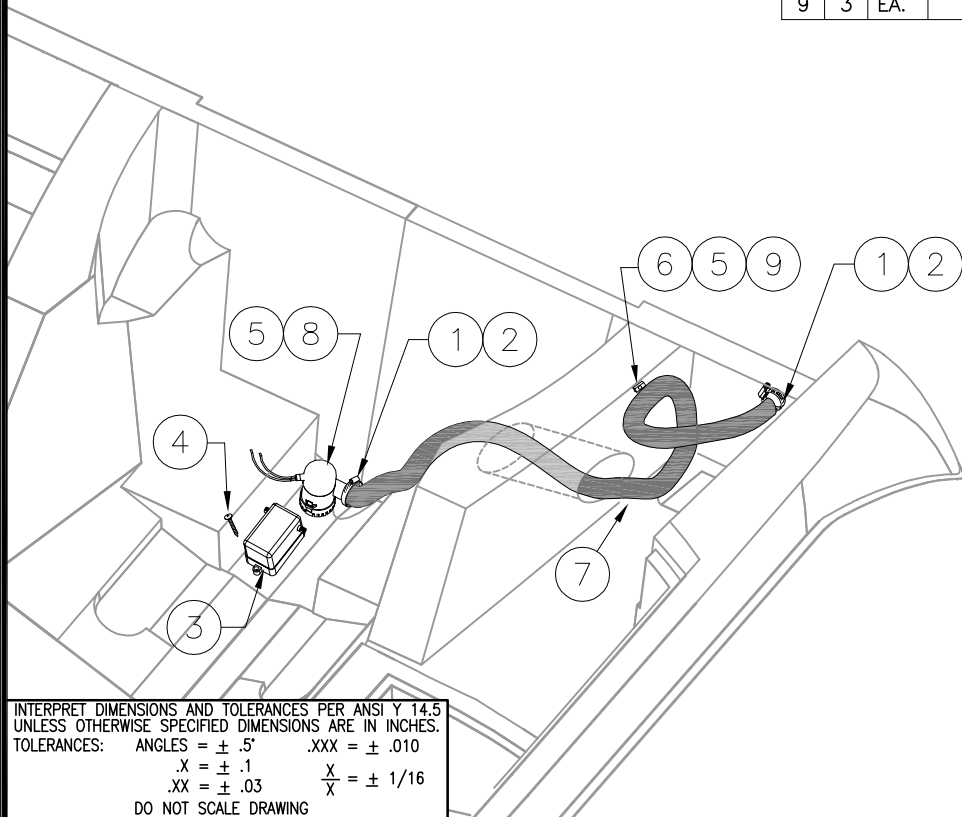 9 3 EA.
6 5 9 1 2
5 8 1 2
4
7
3
INTERPRET DIMENSIONS AND TOLERANCES PER ANSI Y 14.5
UNLESS OTHERWISE SPECIFIED DIMENSIONS ARE IN INCHES.
TOLERANCES: ANGLES = ± .5° .XXX = ± .010
.X = ± .1
X/X = ± 1/16
.XX = ± .03
DO NOT SCALE DRAWING